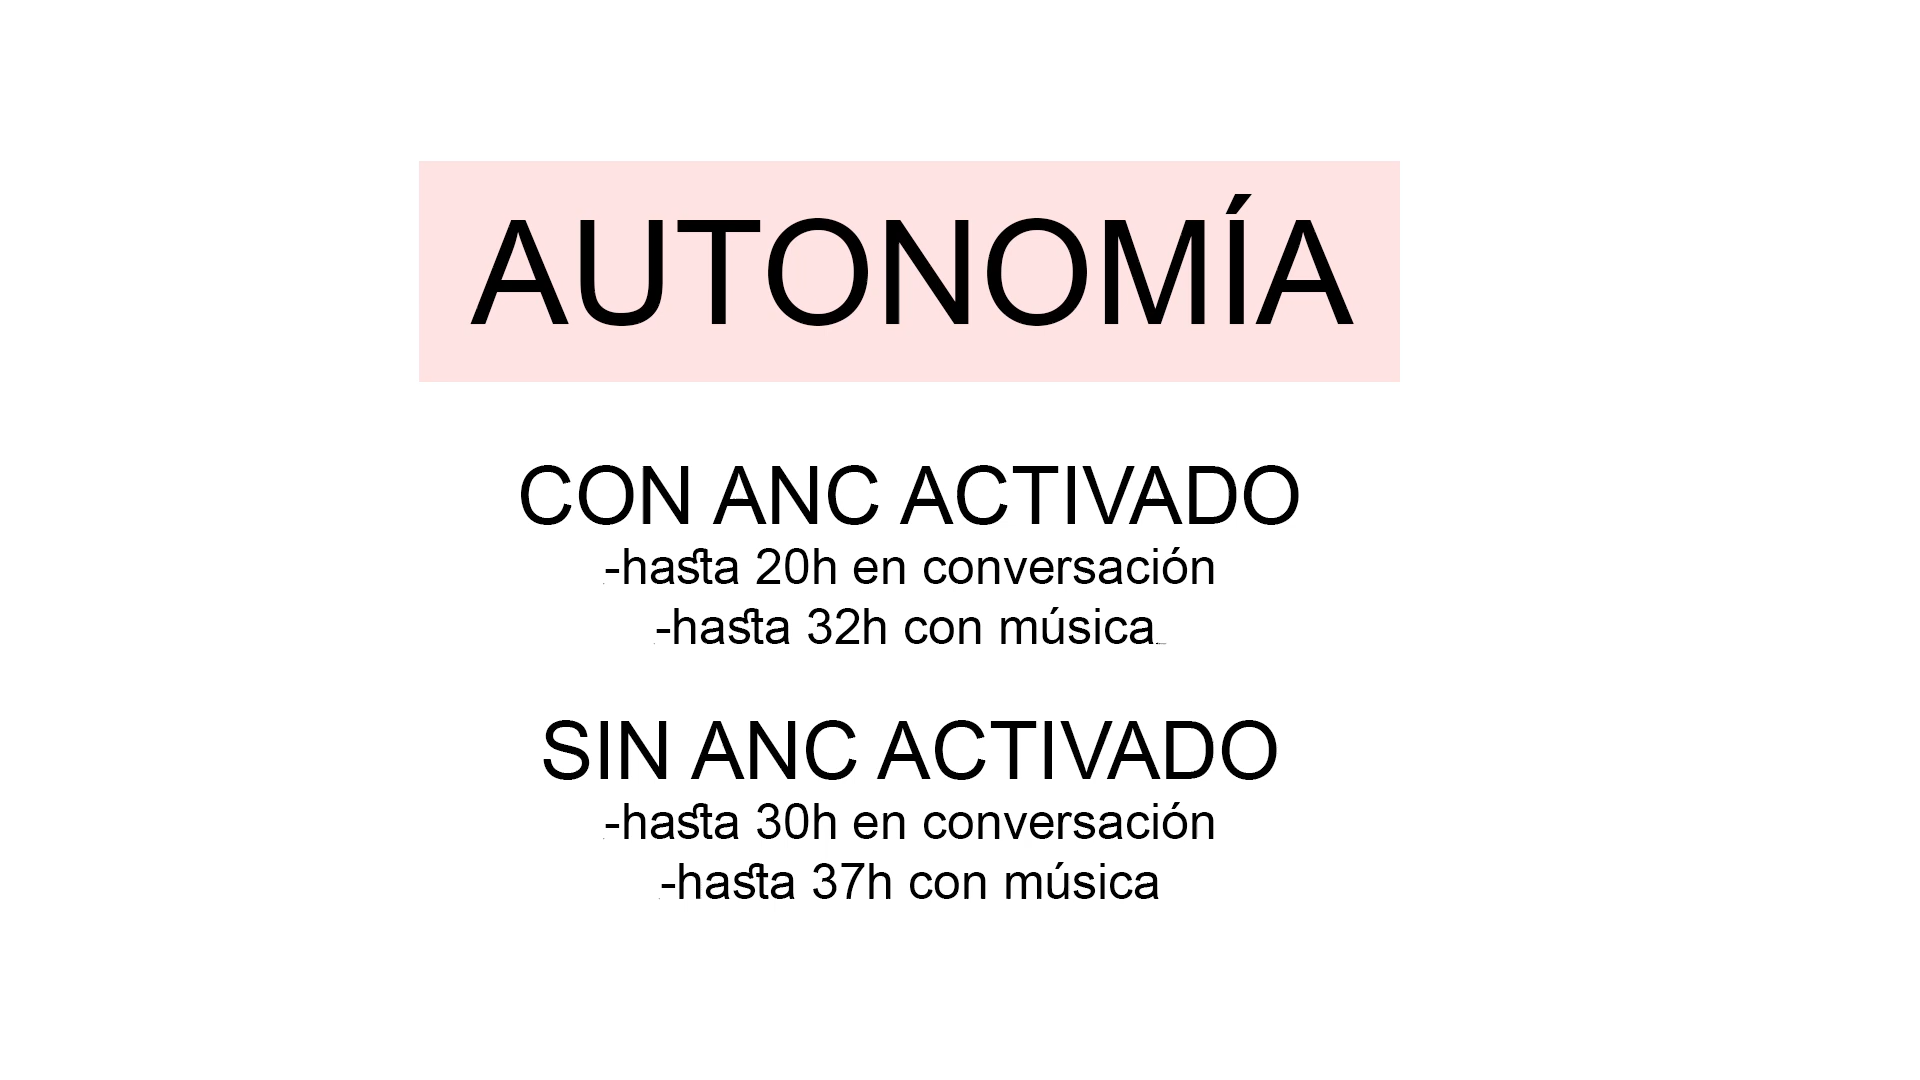 AUTONOMÍA
CON ANC ACTIVADO
-hasta 20h en conversación
-hasta 32h con música
SIN ANC ACTIVADO
-hasta 30h en conversación
-hasta 37h con música